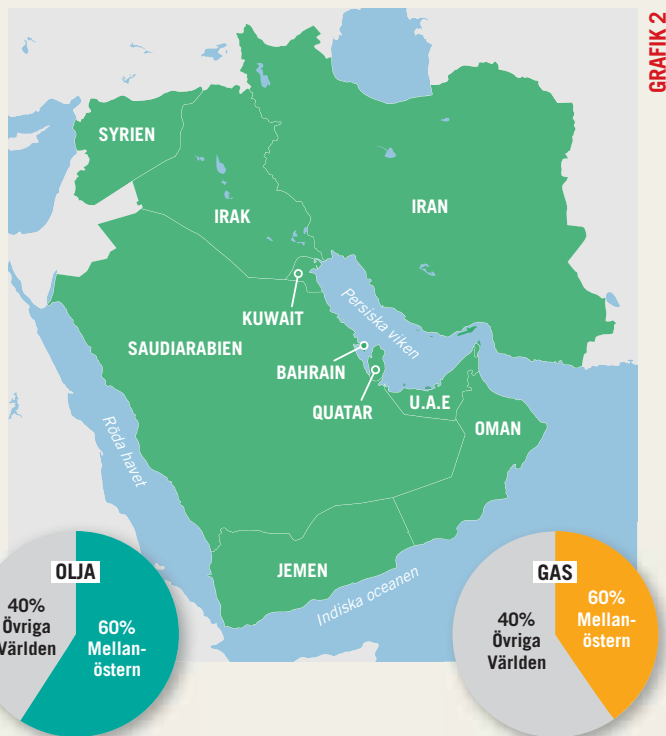 GRAFIK 2
SYRIEN
IRAK
IRAN
KUWAIT
Persiska viken
SAUDIARABIEN
BAHRAIN
QUATAR
U.A.E
OMAN
Röda havet
JEMEN
Indiska oceanen
OLJA
40%
Övriga
Världen
60%
Mellan-
östern
GAS
60%
Mellan-
östern
40%
Övriga
Världen